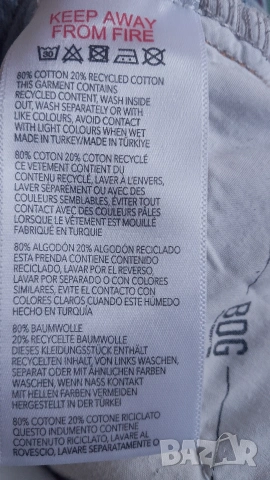 KEEP AWAY
FROM FIRE
80% COTTON 20% RECYCLED COTTON
THIS GARMENT CONTAINS
RECYCLED CONTENT, WASH INSIDE
OUT, WASH SEPARATELY OR WITH
LIKE COLOURS, AVOID CONTACT
WITH LIGHT COLOURS WHEN WET
MADE IN TURKEY/MADE IN TÜRKİYE
80% COTON 20% COTON RECYCLÉ
CE VÊTEMENT CONTIENT DU
CONTENU RECYCLÉ, LAVER À L'ENVERS,
LAVER SÉPARÉMENT OU AVEC DES
COULEURS SEMBLABLES, ÉVITER TOUT
CONTACT AVEC DES COULEURS PÂLES
LORSQUE LE VÊTEMENT EST MOUILLÉ
FABRIQUÉ EN TURQUIE
80% ALGODÓN 20% ALGODÓN RECICLADO
ESTA PRENDA CONTIENE CONTENIDO
RECICLADO, LAVAR POR EL REVERSO,
LAVAR POR SEPARADO O CON COLORES
SIMILARES, EVITE EL CONTACTO CON
COLORES CLAROS CUANDO ESTE HUMEDO
HECHO EN TURQUÍA
80% BAUMWOLLE
20% RECYCELTE BAUMWOLLE
DIESES KLEIDUNGSSTÜCK ENTHÄLT
RECYCELTEN INHALT, VON LINKS WASCHEN,
SEPARAT ODER MIT ÄHNLICHEN FARBEN
WASCHEN, WENN NASS KONTAKT
MIT HELLEN FARBEN VERMEIDEN
HERGESTELLT IN DER TÜRKEI
80% COTONE 20% COTONE RICICLATO
QUESTO INDUMENTO CONTIENE
CONTENUTO RICICLATO, LAVARE AL
ROVESCIO, LAVARE SEPARATAMENTE O
BOG
BAZAR